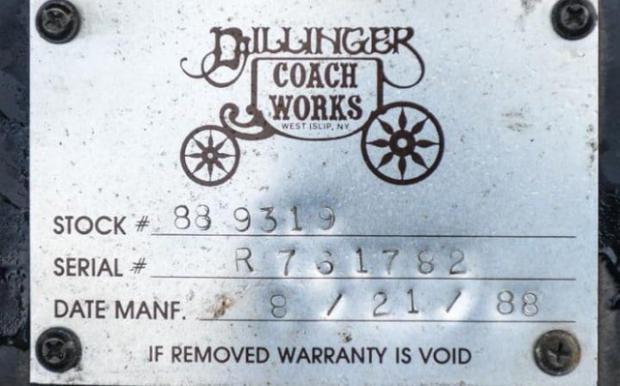 DILLINGER
COACH
WORKS
WEST ISLIP, NY
STOCK # 88 9319
SERIAL # R 761782
DATE MANF. 8 / 21 / 88
IF REMOVED WARRANTY IS VOID